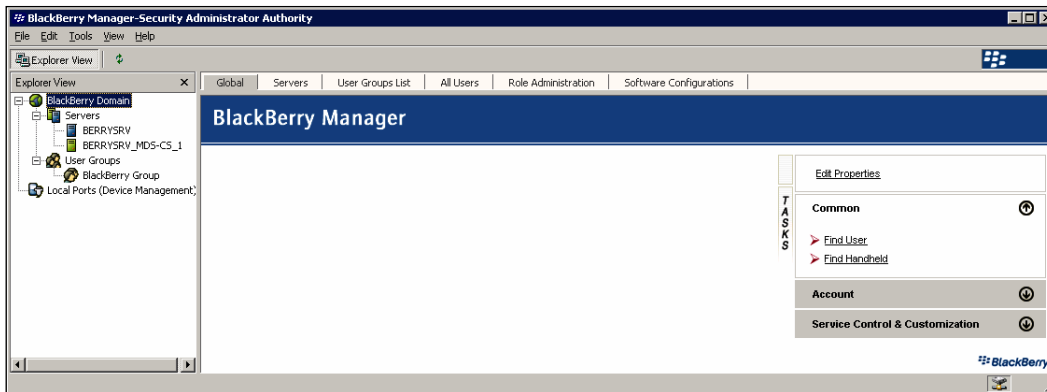 BlackBerry Manager-Security Administrator Authority
File Edit Tools View Help
Explorer View
Explorer View
Global Servers User Groups List All Users Role Administration Software Configurations
BlackBerry Domain
Servers
BERRYSRV
BERRYSRV_MDS-CS_1
User Groups
BlackBerry Group
Local Ports (Device Management)
BlackBerry Manager
TASKS
Edit Properties
Common
Find User
Find Handheld
Account
Service Control & Customization
BlackBerry